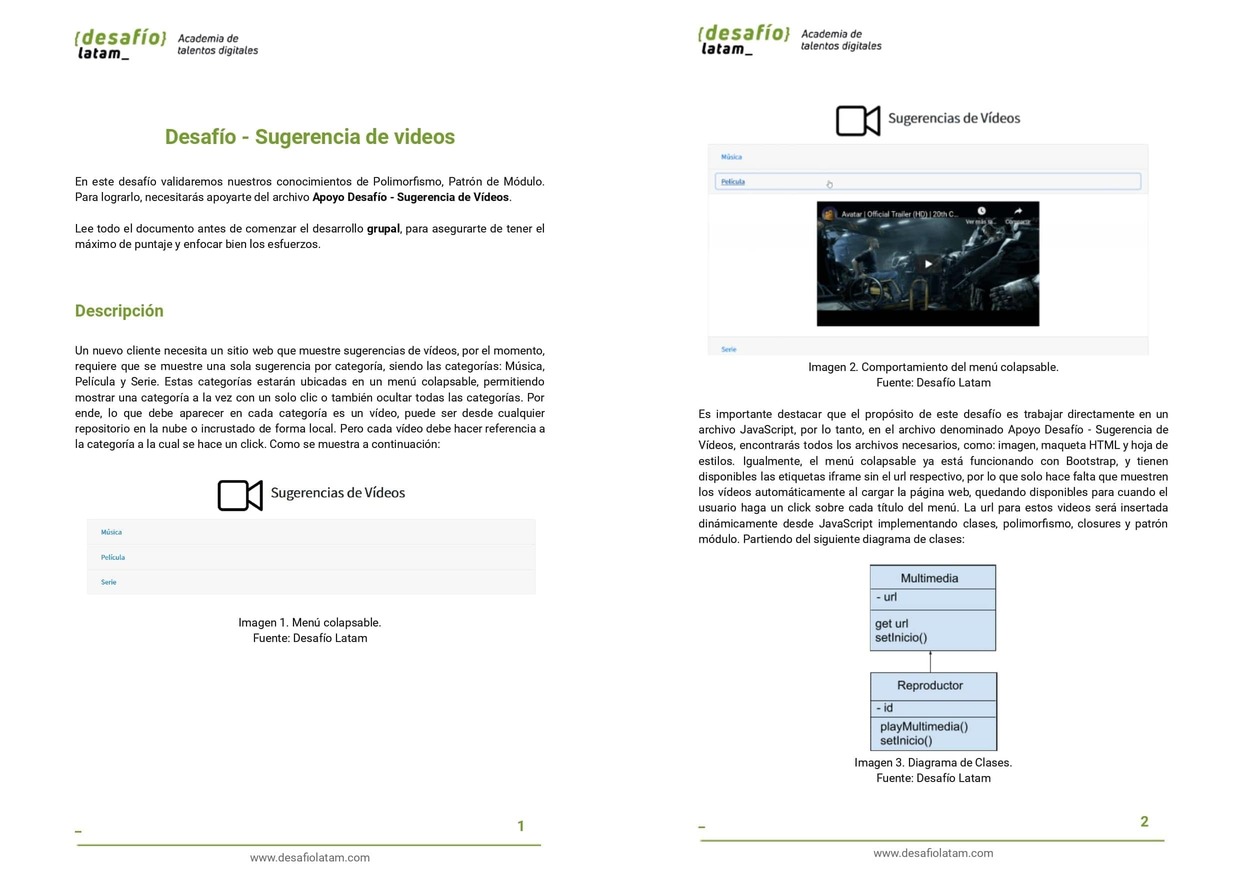 {desafío}
latam_
Academia de
talentos digitales
Desafío - Sugerencia de videos
En este desafío validaremos nuestros conocimientos de Polimorfismo, Patrón de Módulo.
Para lograrlo, necesitarás apoyarte del archivo Apoyo Desafío - Sugerencia de Vídeos.
Lee todo el documento antes de comenzar el desarrollo grupal, para asegurarte de tener el
máximo de puntaje y enfocar bien los esfuerzos.
Descripción
Un nuevo cliente necesita un sitio web que muestre sugerencias de vídeos, por el momento,
requiere que se muestre una sola sugerencia por categoría, siendo las categorías: Música,
Película y Serie. Estas categorías estarán ubicadas en un menú colapsable, permitiendo
mostrar una categoría a la vez con un solo clic o también ocultar todas las categorías. Por
ende, lo que debe aparecer en cada categoría es un vídeo, puede ser desde cualquier
repositorio en la nube o incrustado de forma local. Pero cada vídeo debe hacer referencia a
la categoría a la cual se hace un click. Como se muestra a continuación:
Sugerencias de Vídeos
Música
Película
Serie
Imagen 1. Menú colapsable.
Fuente: Desafío Latam
1
www.desafiolatam.com
{desafío}
latam_
Academia de
talentos digitales
Sugerencias de Vídeos
Música
Película
Avatar | Official Trailer (HD) | 20th C...
Ver más ta...
Compartir
Serie
Imagen 2. Comportamiento del menú colapsable.
Fuente: Desafío Latam
Es importante destacar que el propósito de este desafío es trabajar directamente en un
archivo JavaScript, por lo tanto, en el archivo denominado Apoyo Desafío - Sugerencia de
Vídeos, encontrarás todos los archivos necesarios, como: imagen, maqueta HTML y hoja de
estilos. Igualmente, el menú colapsable ya está funcionando con Bootstrap, y tienen
disponibles las etiquetas iframe sin el url respectivo, por lo que solo hace falta que muestren
los vídeos automáticamente al cargar la página web, quedando disponibles para cuando el
usuario haga un click sobre cada título del menú. La url para estos videos será insertada
dinámicamente desde JavaScript implementando clases, polimorfismo, closures y patrón
módulo. Partiendo del siguiente diagrama de clases:
Multimedia
- url
get url
setInicio()
Reproductor
- id
playMultimedia()
setInicio()
Imagen 3. Diagrama de Clases.
Fuente: Desafío Latam
2
www.desafiolatam.com